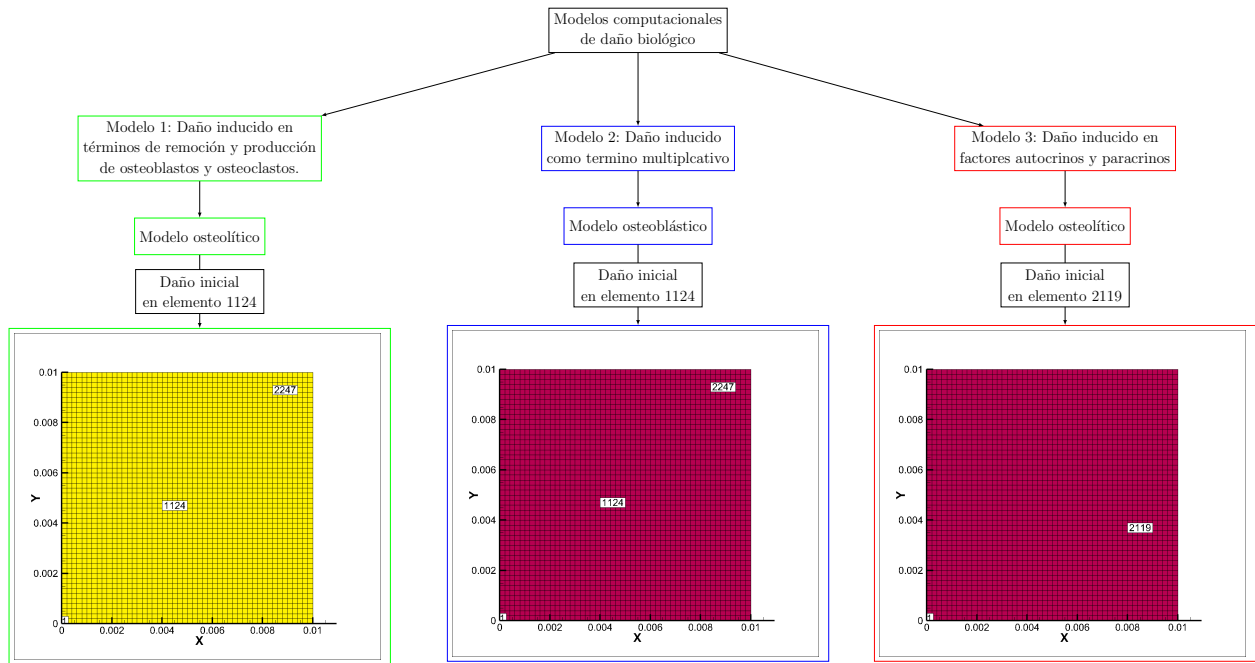 Modelos computacionales
de daño biológico
Modelo 1: Daño inducido en
términos de remoción y producción
de osteoblastos y osteoclastos.
Modelo osteolítico
Daño inicial
en elemento 1124
0.01
2247
0.008
0.006
Y
1124
0.004
0.002
1
0
0 0.002 0.004 0.006 0.008 0.01
X
Modelo 2: Daño inducido
como termino multiplcativo
Modelo osteoblástico
Daño inicial
en elemento 1124
0.01
2247
0.008
0.006
Y
1124
0.004
0.002
1
0
0 0.002 0.004 0.006 0.008 0.01
X
Modelo 3: Daño inducido en
factores autocrinos y paracrinos
Modelo osteolítico
Daño inicial
en elemento 2119
0.01
0.008
0.006
Y
0.004
2119
0.002
1
0
0 0.002 0.004 0.006 0.008 0.01
X